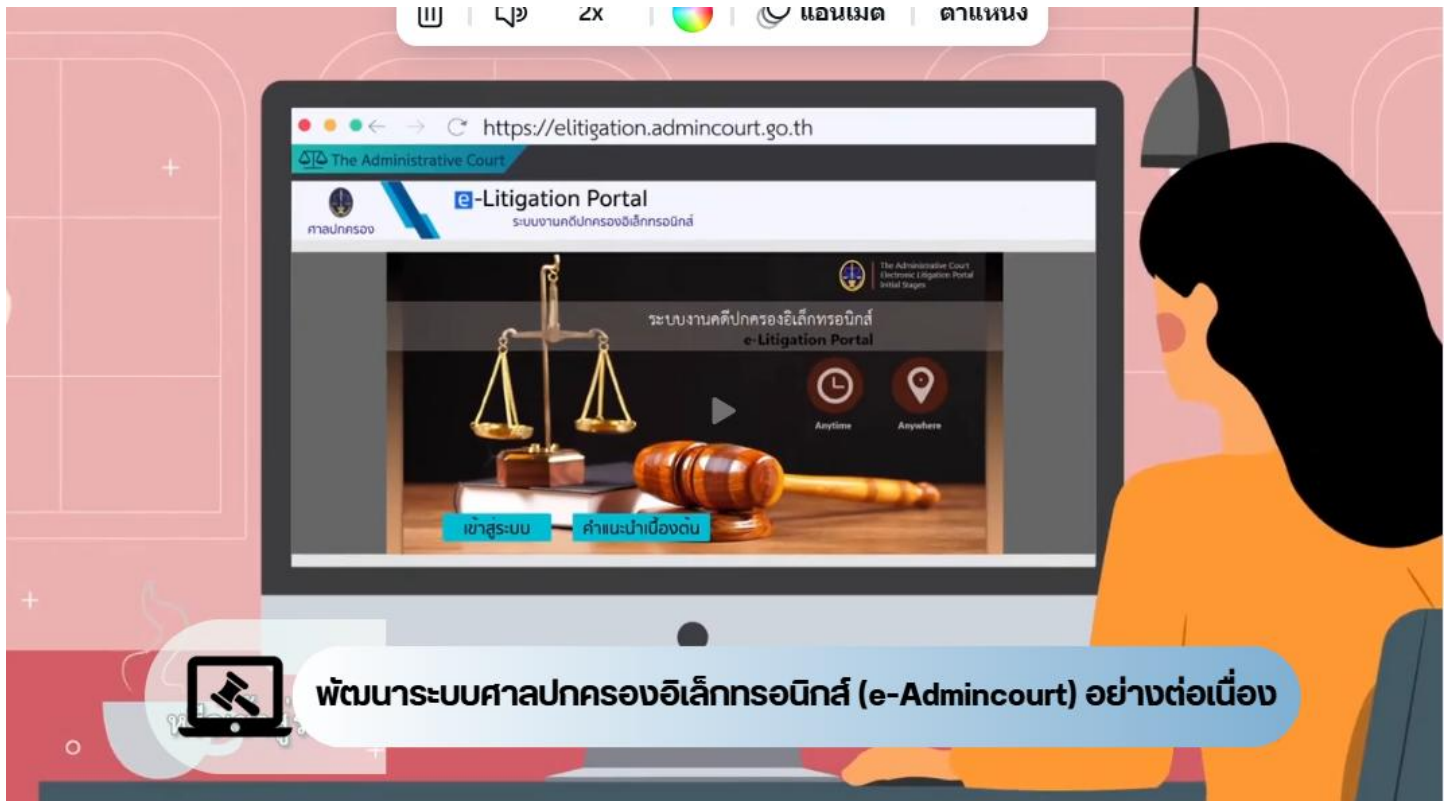 2x แอนิเมต ตำแหน่ง
https://elitigation.admincourt.go.th
The Administrative Court
e-Litigation Portal
ระบบงานคดีปกครองอิเล็กทรอนิกส์
ศาลปกครอง
The Administrative Court
Electronic Litigation Portal
Initial Stages
ระบบงานคดีปกครองอิเล็กทรอนิกส์
e-Litigation Portal
Anytime Anywhere
เข้าสู่ระบบ คำแนะนำเบื้องต้น
พัฒนาระบบศาลปกครองอิเล็กทรอนิกส์ (e-Admincourt) อย่างต่อเนื่อง